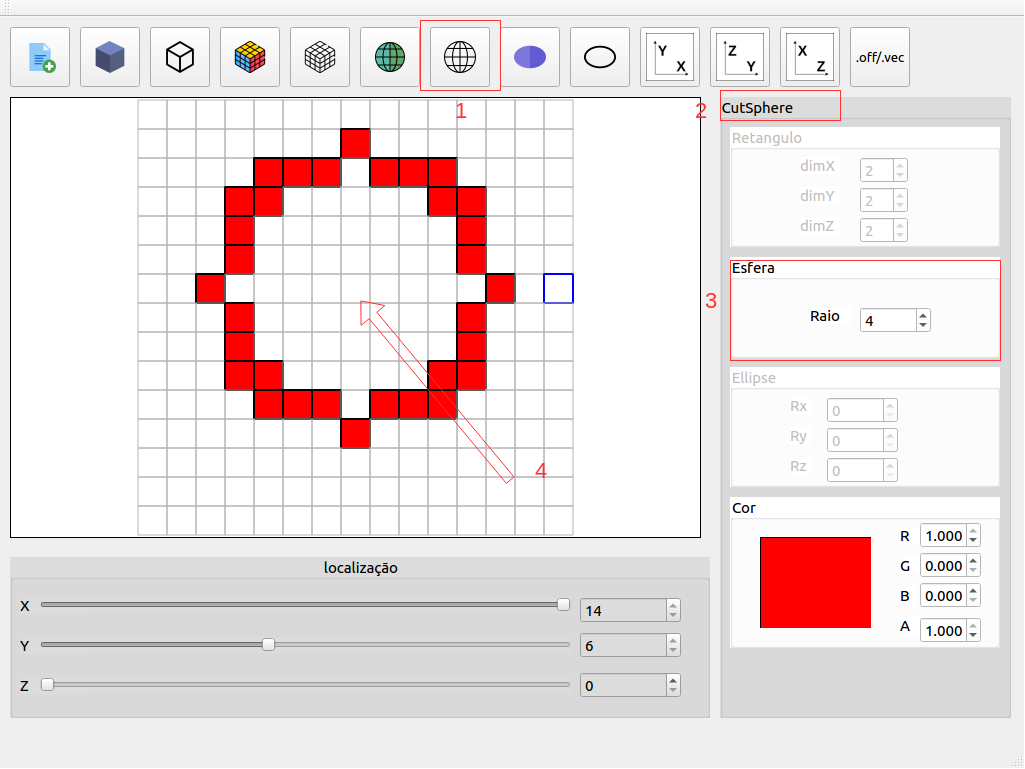 Y
X
Z
Y
X
Z
.off/.vec
1
2
CutSphere
Retangulo
dimX 2
dimY 2
dimZ 2
3
Esfera
Raio 4
Ellipse
Rx 0
Ry 0
Rz 0
4
Cor
R 1.000
G 0.000
B 0.000
A 1.000
localização
X 14
Y 6
Z 0